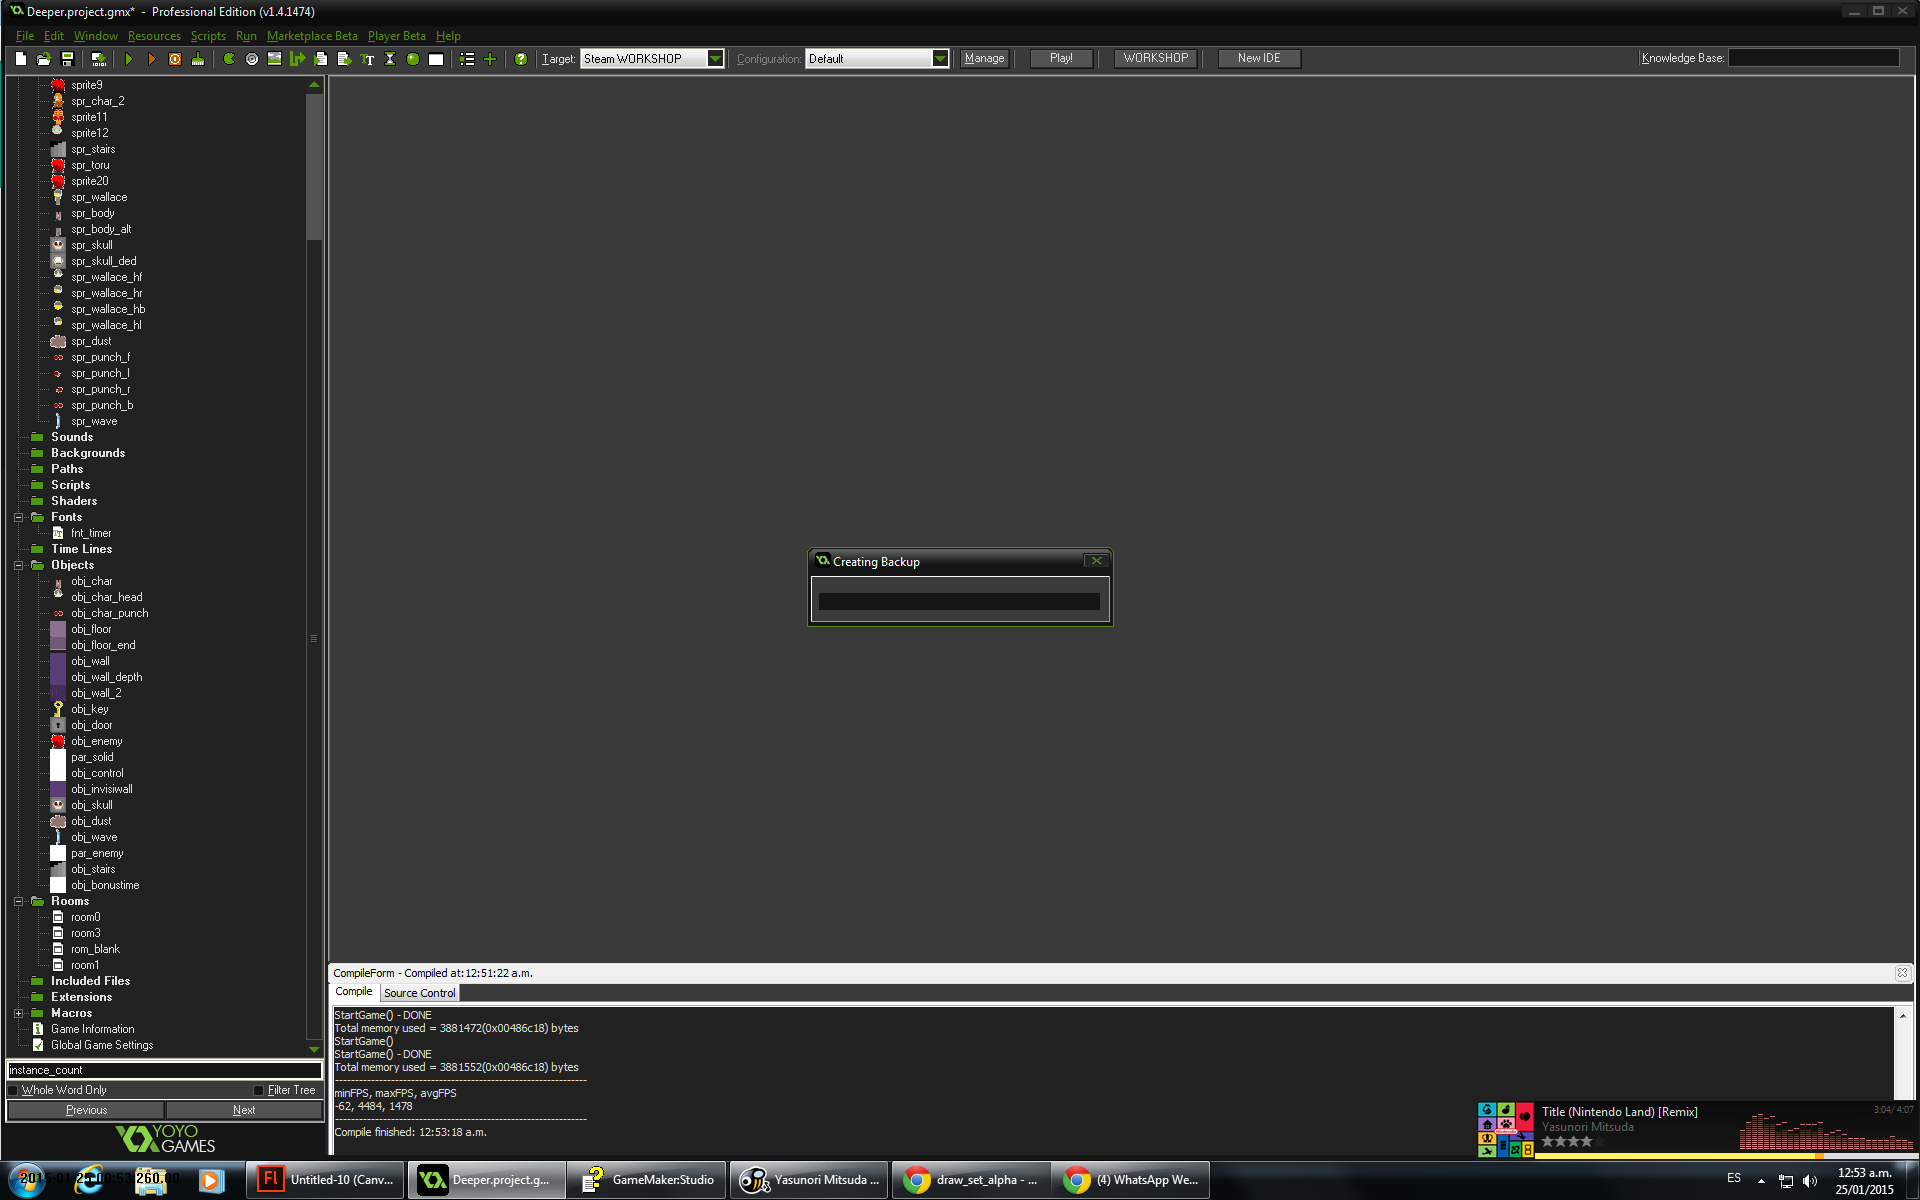 Deeper.project.gmx* - Professional Edition (v1.4.1474)
File Edit Window Resources Scripts Run Marketplace Beta Player Beta Help
Target: Steam WORKSHOP Configuration: Default Manage Play! WORKSHOP New IDE Knowledge Base:
sprite9
spr_char_2
sprite11
sprite12
spr_stairs
spr_toru
sprite20
spr_wallace
spr_body
spr_body_alt
spr_skull
spr_skull_ded
spr_wallace_hf
spr_wallace_hr
spr_wallace_hb
spr_wallace_hl
spr_dust
spr_punch_f
spr_punch_l
spr_punch_r
spr_punch_b
spr_wave
Sounds
Backgrounds
Paths
Scripts
Shaders
Fonts
fnt_timer
Time Lines
Objects
obj_char
obj_char_head
obj_char_punch
obj_floor
obj_floor_end
obj_wall
obj_wall_depth
obj_wall_2
obj_key
obj_door
obj_enemy
par_solid
obj_control
obj_invisiwall
obj_skull
obj_dust
obj_wave
par_enemy
obj_stairs
obj_bonustime
Rooms
room0
room3
rom_blank
room1
Included Files
Extensions
Macros
Game Information
Global Game Settings
instance_count
Whole Word Only Filter Tree
Previous Next
YOYO GAMES
Creating Backup
CompileForm - Compiled at:12:51:22 a.m.
Compile Source Control
StartGame() - DONE
Total memory used = 3881472(0x00486c18) bytes
StartGame()
StartGame() - DONE
Total memory used = 3881552(0x00486c18) bytes
minFPS, maxFPS, avgFPS
-62, 4484, 1478
Compile finished: 12:53:18 a.m.
Title (Nintendo Land) [Remix] 3:04/ 4:07
Yasunori Mitsuda
2015-01-25 00:53:260.00
Untitled-10 (Canv...
Deeper.project.g...
GameMaker:Studio
Yasunori Mitsuda ...
draw_set_alpha - ...
(4) WhatsApp We...
ES
12:53 a.m.
25/01/2015